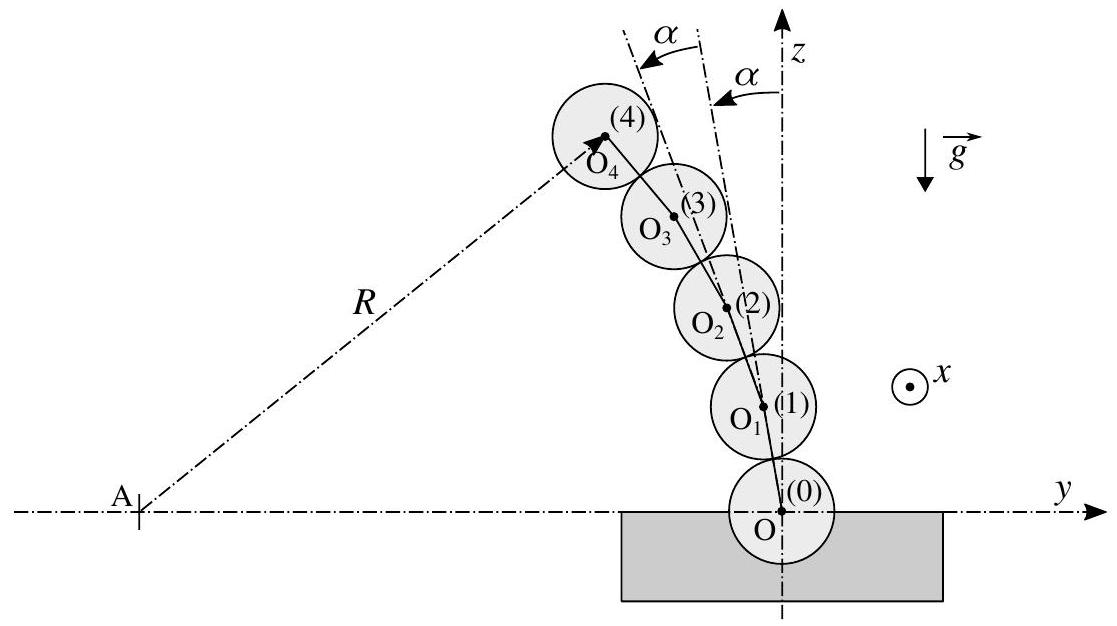 α
α
z
(4)
O₄
g
(3)
O₃
R
(2)
O₂
x
(1)
O₁
A
(0)
y
O